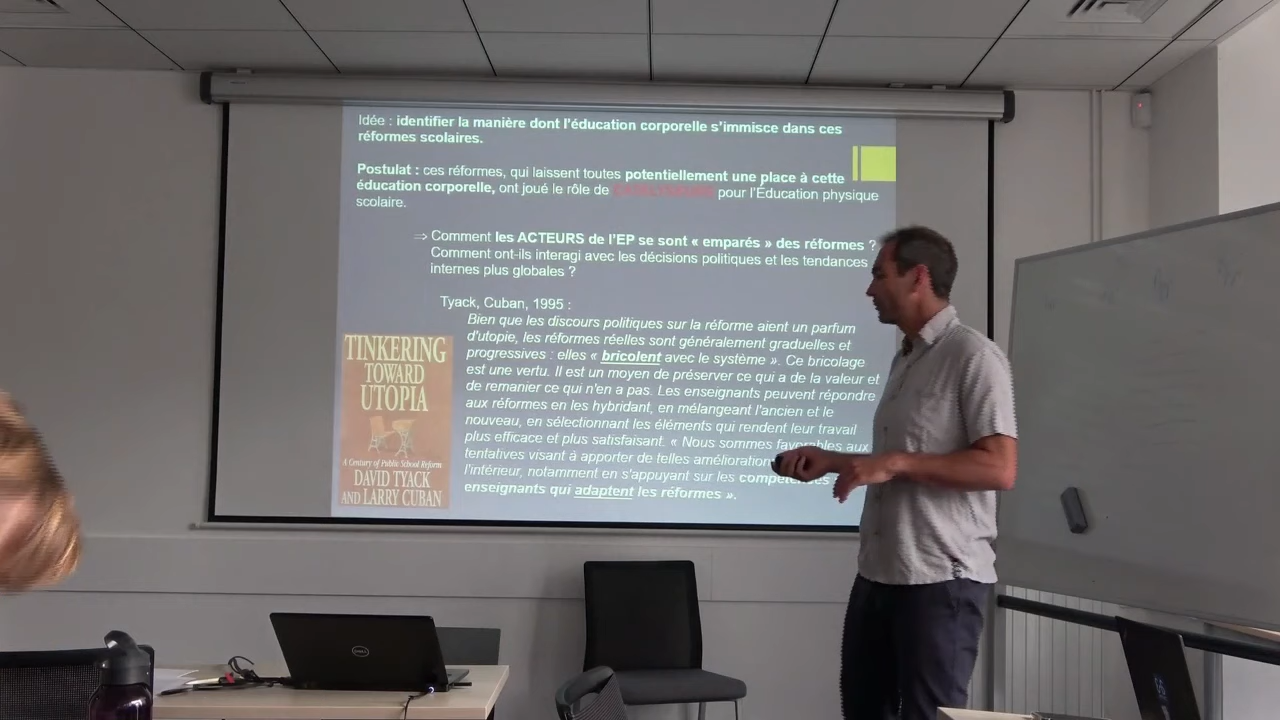 Idée : identifier la manière dont l'éducation corporelle s'immisce dans ces
réformes scolaires.
Postulat : ces réformes, qui laissent toutes potentiellement une place à cette
éducation corporelle, ont joué le rôle de pour l'Éducation physique
scolaire.
⇒ Comment les ACTEURS de l'EP se sont « emparés » des réformes ?
Comment ont-ils interagi avec les décisions politiques et les tendances
internes plus globales ?
Tyack, Cuban, 1995 :
Bien que les discours politiques sur la réforme aient un parfum
d'utopie, les réformes réelles sont généralement graduelles et
progressives : elles « bricolent avec le système ». Ce bricolage
est une vertu. Il est un moyen de préserver ce qui a de la valeur et
de remanier ce qui n'en a pas. Les enseignants peuvent répondre
aux réformes en les hybridant, en mélangeant l'ancien et le
nouveau, en sélectionnant les éléments qui rendent leur travail
plus efficace et plus satisfaisant. « Nous sommes favorables aux
tentatives visant à apporter de telles
l'intérieur, notamment en s'appuyant sur les
enseignants qui adaptent les réformes ».
TINKERING
TOWARD
UTOPIA
A Century of Public School Reform
DAVID TYACK
AND LARRY CUBAN
DELL